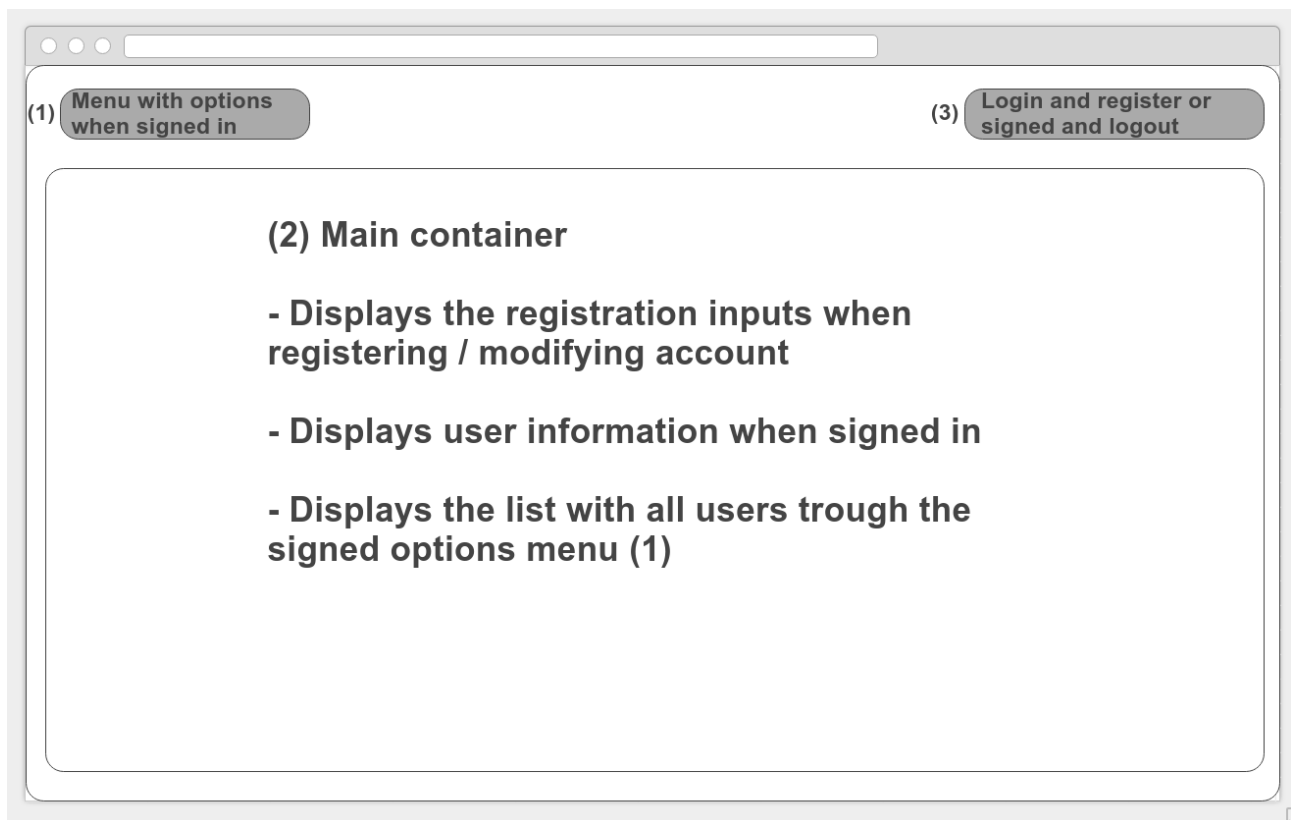 (1)
Menu with options
when signed in
(3)
Login and register or
signed and logout
(2) Main container
- Displays the registration inputs when
registering / modifying account
- Displays user information when signed in
- Displays the list with all users trough the
signed options menu (1)